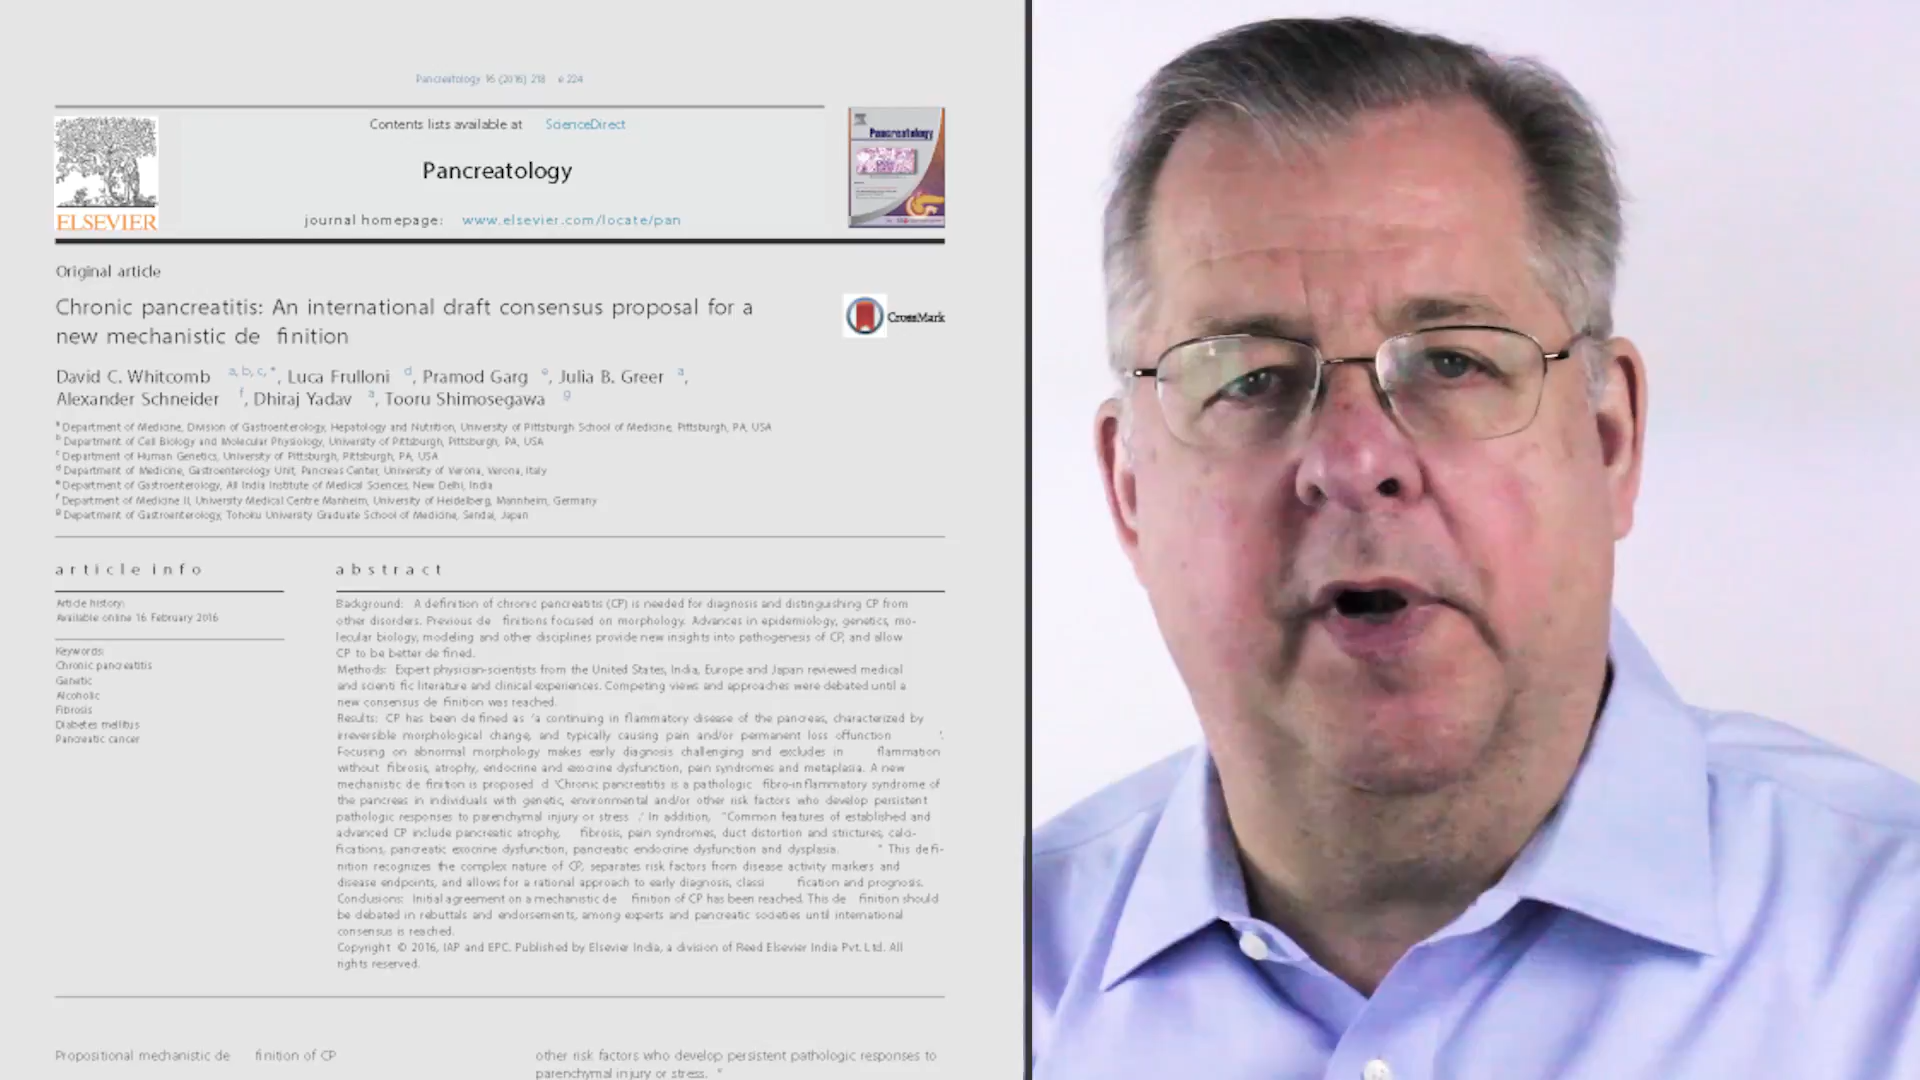 Pancreatology 16 (2016) 218 e 224
Contents lists available at ScienceDirect
Pancreatology
journal homepage: www.elsevier.com/locate/pan
ELSEVIER
Pancreatology
Original article
Chronic pancreatitis: An international draft consensus proposal for a
new mechanistic de finition
CrossMark
David C. Whitcomb a, b, c, *, Luca Frulloni d, Pramod Garg e, Julia B. Greer a,
Alexander Schneider f, Dhiraj Yadav a, Tooru Shimosegawa g
a Department of Medicine, Division of Gastroenterology, Hepatology and Nutrition, University of Pittsburgh School of Medicine, Pittsburgh, PA, USA
b Department of Cell Biology and Molecular Physiology, University of Pittsburgh, Pittsburgh, PA, USA
c Department of Human Genetics, University of Pittsburgh, Pittsburgh, PA, USA
d Department of Medicine, Gastroenterology Unit, Pancreas Center, University of Verona, Verona, Italy
e Department of Gastroenterology, All India Institute of Medical Sciences, New Delhi, India
f Department of Medicine II, University Medical Centre Manheim, University of Heidelberg, Mannheim, Germany
g Department of Gastroenterology, Tohoku University Graduate School of Medicine, Sendai, Japan
article info
Article history:
Available online 16 February 2016
Keywords:
Chronic pancreatitis
Genetic
Alcoholic
Fibrosis
Diabetes mellitus
Pancreatic cancer
abstract
Background: A definition of chronic pancreatitis (CP) is needed for diagnosis and distinguishing CP from
other disorders. Previous de finitions focused on morphology. Advances in epidemiology, genetics, mo-
lecular biology, modeling and other disciplines provide new insights into pathogenesis of CP, and allow
CP to be better de fined.
Methods: Expert physician-scientists from the United States, India, Europe and Japan reviewed medical
and scienti fic literature and clinical experiences. Competing views and approaches were debated until a
new consensus de finition was reached.
Results: CP has been de fined as 'a continuing in flammatory disease of the pancreas, characterized by
irreversible morphological change, and typically causing pain and/or permanent loss offunction '.
Focusing on abnormal morphology makes early diagnosis challenging and excludes in flammation
without fibrosis, atrophy, endocrine and exocrine dysfunction, pain syndromes and metaplasia. A new
mechanistic de finition is proposed d 'Chronic pancreatitis is a pathologic fibro-inflammatory syndrome of
the pancreas in individuals with genetic, environmental and/or other risk factors who develop persistent
pathologic responses to parenchymal injury or stress .' In addition, "Common features of established and
advanced CP include pancreatic atrophy, fibrosis, pain syndromes, duct distortion and strictures, calci-
fications, pancreatic exocrine dysfunction, pancreatic endocrine dysfunction and dysplasia. " This defi-
nition recognizes the complex nature of CP, separates risk factors from disease activity markers and
disease endpoints, and allows for a rational approach to early diagnosis, classi fication and prognosis.
Conclusions: Initial agreement on a mechanistic de finition of CP has been reached. This de finition should
be debated in rebuttals and endorsements, among experts and pancreatic societies until international
consensus is reached.
Copyright © 2016, IAP and EPC. Published by Elsevier India, a division of Reed Elsevier India Pvt. Ltd. All
rights reserved.
Propositional mechanistic de finition of CP
other risk factors who develop persistent pathologic responses to
parenchymal injury or stress. "